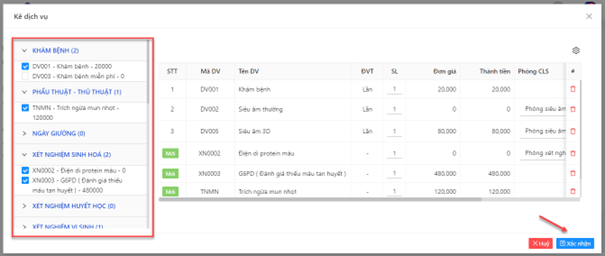 Kê dịch vụ
KHÁM BỆNH (2)
DV001 - Khám bệnh - 20000
DV003 - Khám bệnh miễn phí - 0
PHẪU THUẬT - THỦ THUẬT (1)
TNMN - Trích ngừa mụn nhọt -
120000
NGÀY GIƯỜNG (0)
XÉT NGHIỆM SINH HOÁ (2)
XN0002 - Điện di protein máu - 0
XN0003 - G6PD ( Đánh giá thiếu
máu tan huyết ) - 480000
XÉT NGHIỆM HUYẾT HỌC (0)
XÉT NGHIỆM VI SINH (1)
STT Mã DV Tên DV ĐVT SL Đơn giá Thành tiền Phòng CLS #
1 DV001 Khám bệnh Lần 1 20,000 20,000
2 DV002 Siêu âm thường Lần 1 0 0 Phòng siêu âm
3 DV005 Siêu âm 3D Lần 1 80,000 80,000 Phòng siêu âm
Mới XN0002 Điện di protein máu - 1 0 0 Phòng xét nghi
Mới XN0003 G6PD ( Đánh giá thiếu máu tan huyết ) - 1 480,000 480,000
Mới TNMN Trích ngừa mụn nhọt - 1 120,000 120,000
Huỷ Xác nhận